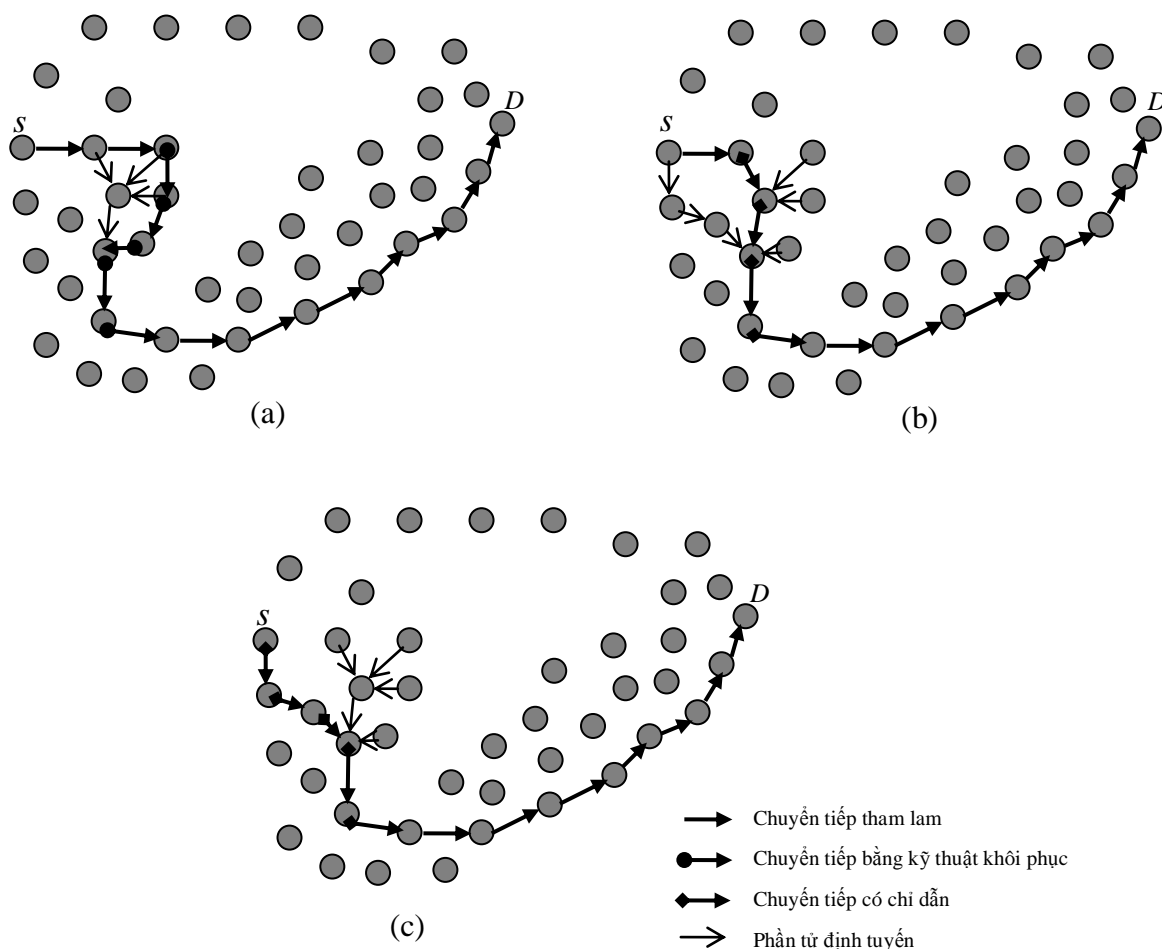 D
D
S
S
(a)
(b)
D
S
Chuyển tiếp tham lam
Chuyển tiếp bằng kỹ thuật khôi phục
Chuyến tiếp có chỉ dẫn
Phần tử định tuyến
(c)